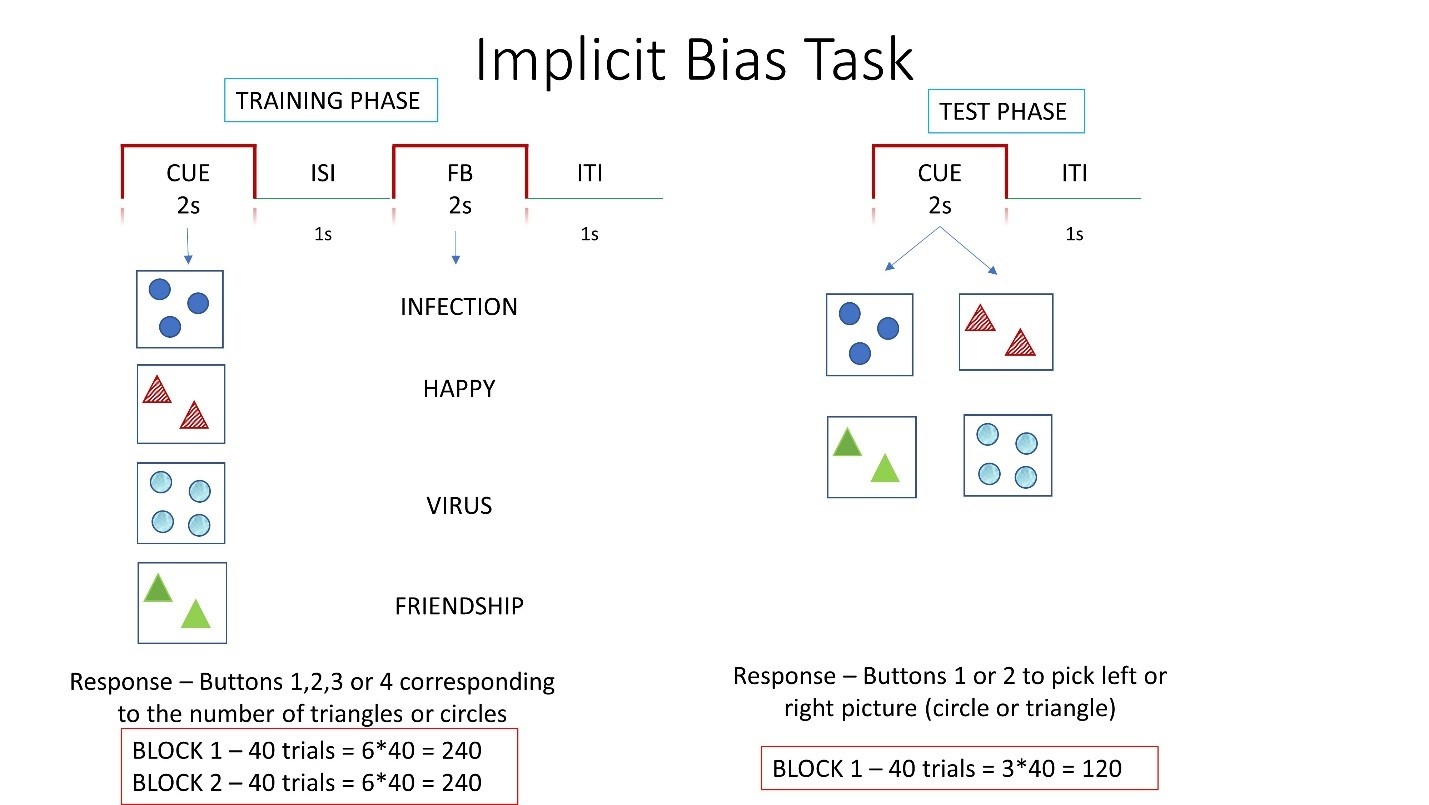 Implicit Bias Task
TRAINING PHASE
CUE
2s
ISI
1s
FB
2s
ITI
1s
INFECTION
HAPPY
VIRUS
FRIENDSHIP
Response – Buttons 1,2,3 or 4 corresponding
to the number of triangles or circles
BLOCK 1 – 40 trials = 6*40 = 240
BLOCK 2 – 40 trials = 6*40 = 240
TEST PHASE
CUE
2s
ITI
1s
Response – Buttons 1 or 2 to pick left or
right picture (circle or triangle)
BLOCK 1 – 40 trials = 3*40 = 120